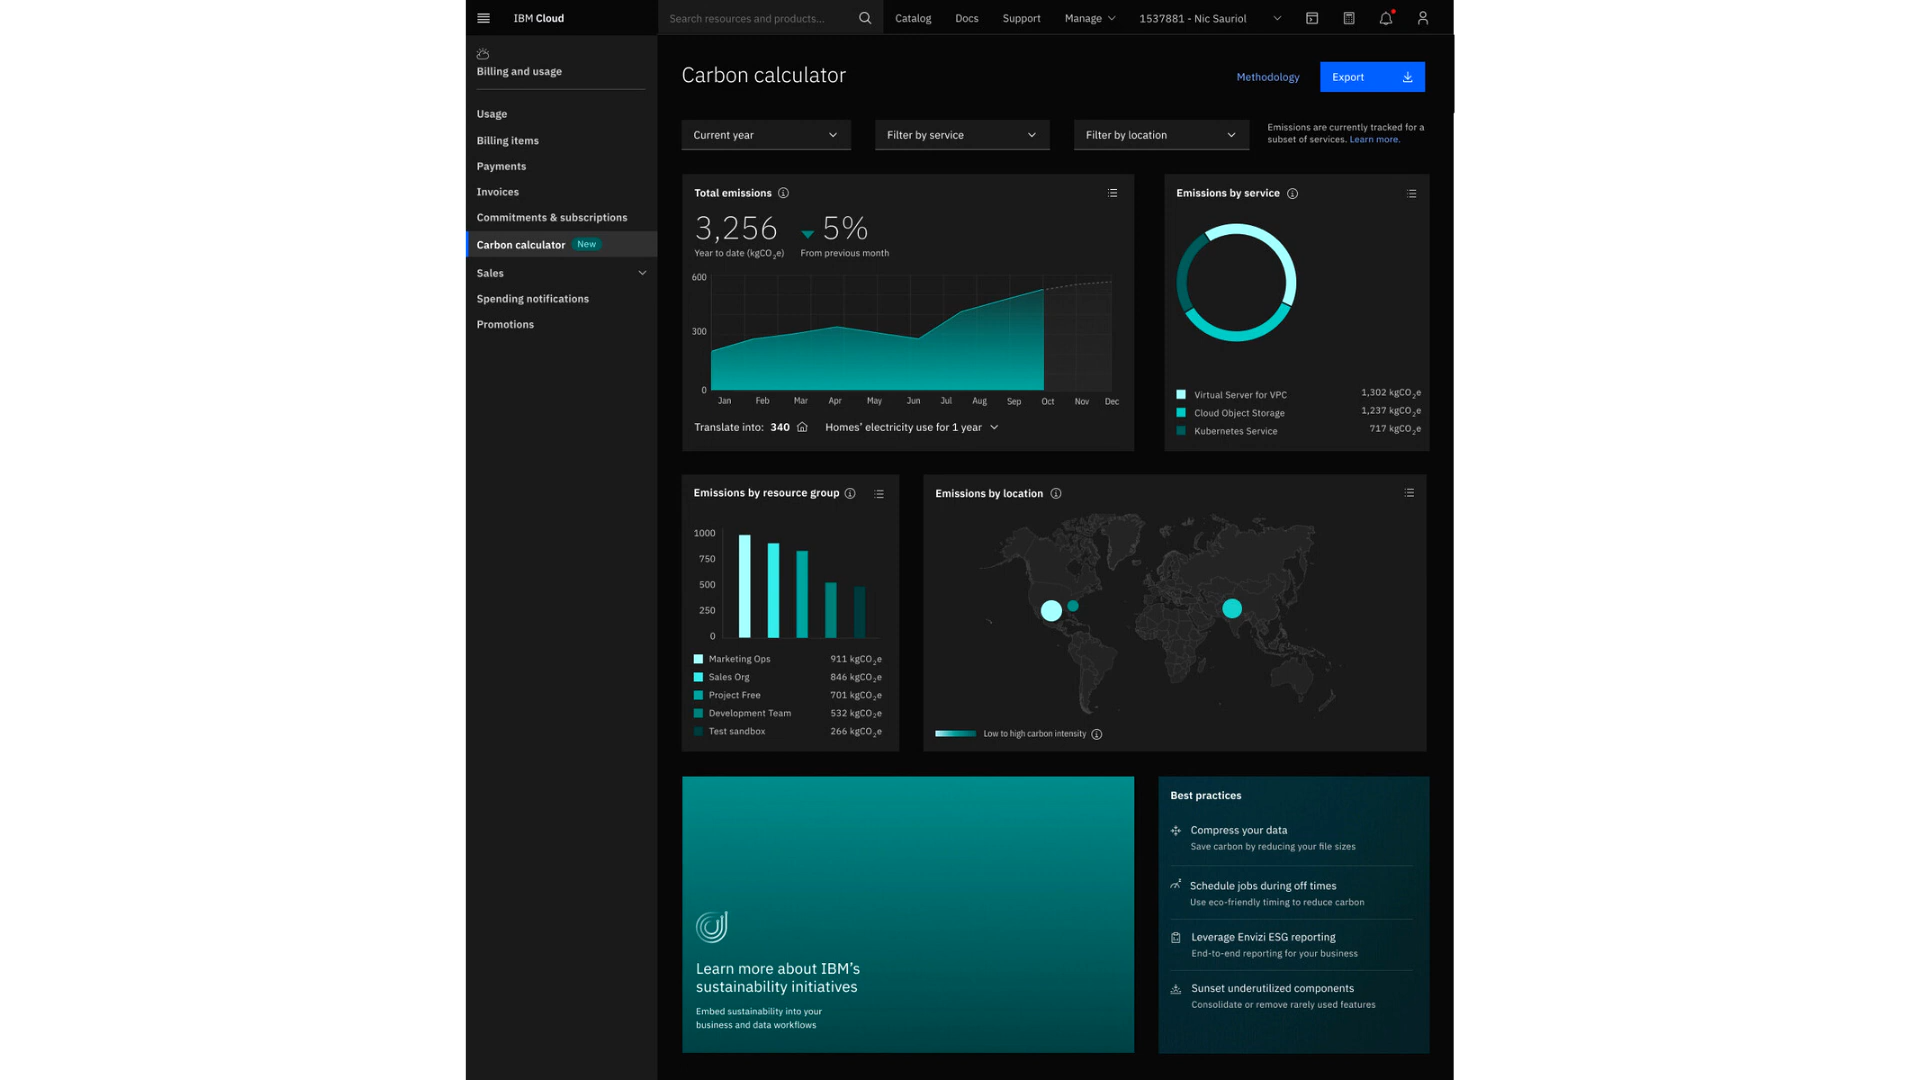 IBM Cloud
Search resources and products...
Catalog
Docs
Support
Manage
1537881 - Nic Sauriol
Billing and usage
Usage
Billing items
Payments
Invoices
Commitments & subscriptions
Carbon calculator New
Sales
Spending notifications
Promotions
Carbon calculator
Methodology
Export
Current year
Filter by service
Filter by location
Emissions are currently tracked for a
subset of services. Learn more.
Total emissions
3,256
Year to date (kgCO2e)
5%
From previous month
600
300
0
Jan Feb Mar Apr May Jun Jul Aug Sep Oct Nov Dec
Translate into: 340 Homes' electricity use for 1 year
Emissions by service
Virtual Server for VPC 1,302 kgCO2e
Cloud Object Storage 1,237 kgCO2e
Kubernetes Service 717 kgCO2e
Emissions by resource group
1000
750
500
250
0
Marketing Ops 911 kgCO2e
Sales Org 846 kgCO2e
Project Free 701 kgCO2e
Development Team 532 kgCO2e
Test sandbox 266 kgCO2e
Emissions by location
Low to high carbon intensity
Learn more about IBM's
sustainability initiatives
Embed sustainability into your
business and data workflows
Best practices
Compress your data
Save carbon by reducing your file sizes
Schedule jobs during off times
Use eco-friendly timing to reduce carbon
Leverage Envizi ESG reporting
End-to-end reporting for your business
Sunset underutilized components
Consolidate or remove rarely used features